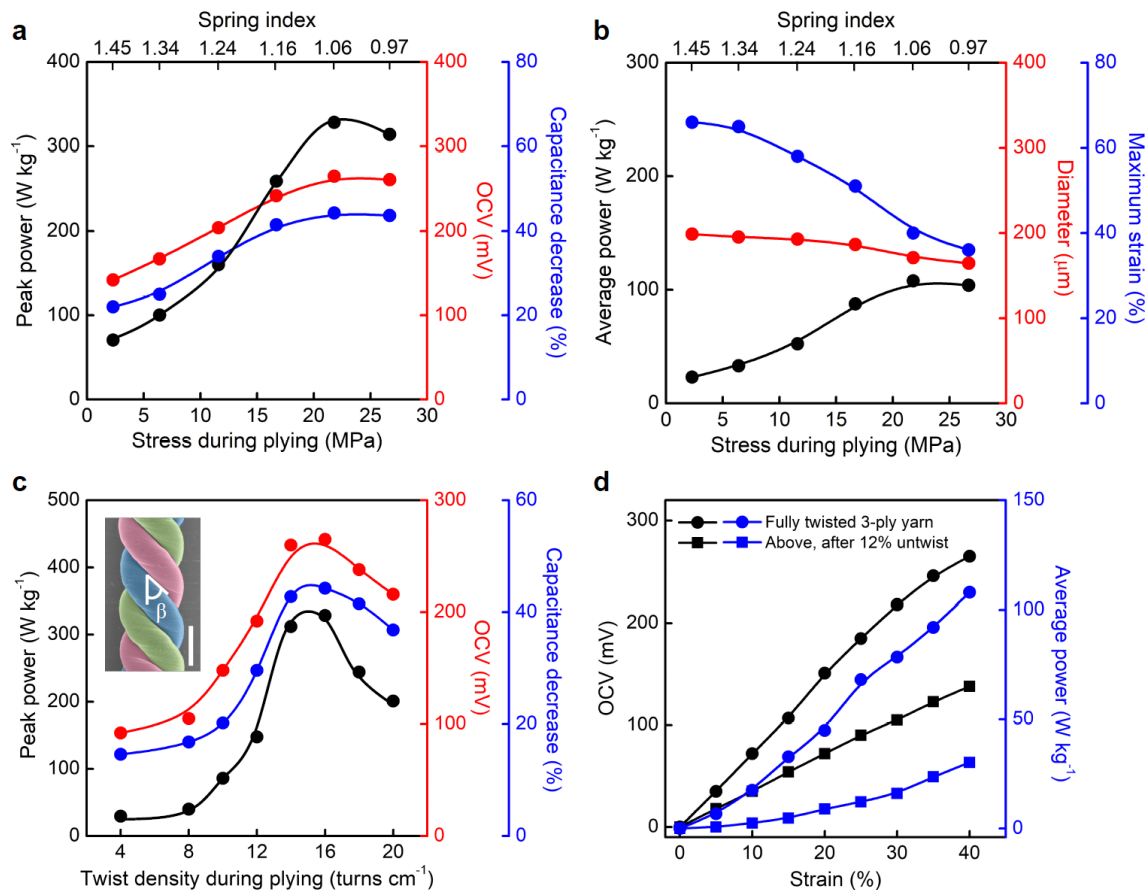 a
Spring index
1.45 1.34 1.24 1.16 1.06 0.97
400
300
200
100
0
Peak power (W kg⁻¹)
0 5 10 15 20 25 30
Stress during plying (MPa)
400
300
200
100
0
OCV (mV)
80
60
40
20
0
Capacitance decrease (%)
b
Spring index
1.45 1.34 1.24 1.16 1.06 0.97
300
200
100
0
Average power (W kg⁻¹)
0 5 10 15 20 25 30
Stress during plying (MPa)
400
300
200
100
0
Diameter (μm)
80
60
40
20
0
Maximum strain (%)
c
500
400
300
200
100
0
Peak power (W kg⁻¹)
β
4 8 12 16 20
Twist density during plying (turns cm⁻¹)
300
200
100
0
OCV (mV)
60
40
20
0
Capacitance decrease (%)
d
Fully twisted 3-ply yarn
Above, after 12% untwist
300
200
100
0
OCV (mV)
0 10 20 30 40
Strain (%)
150
100
50
0
Average power (W kg⁻¹)